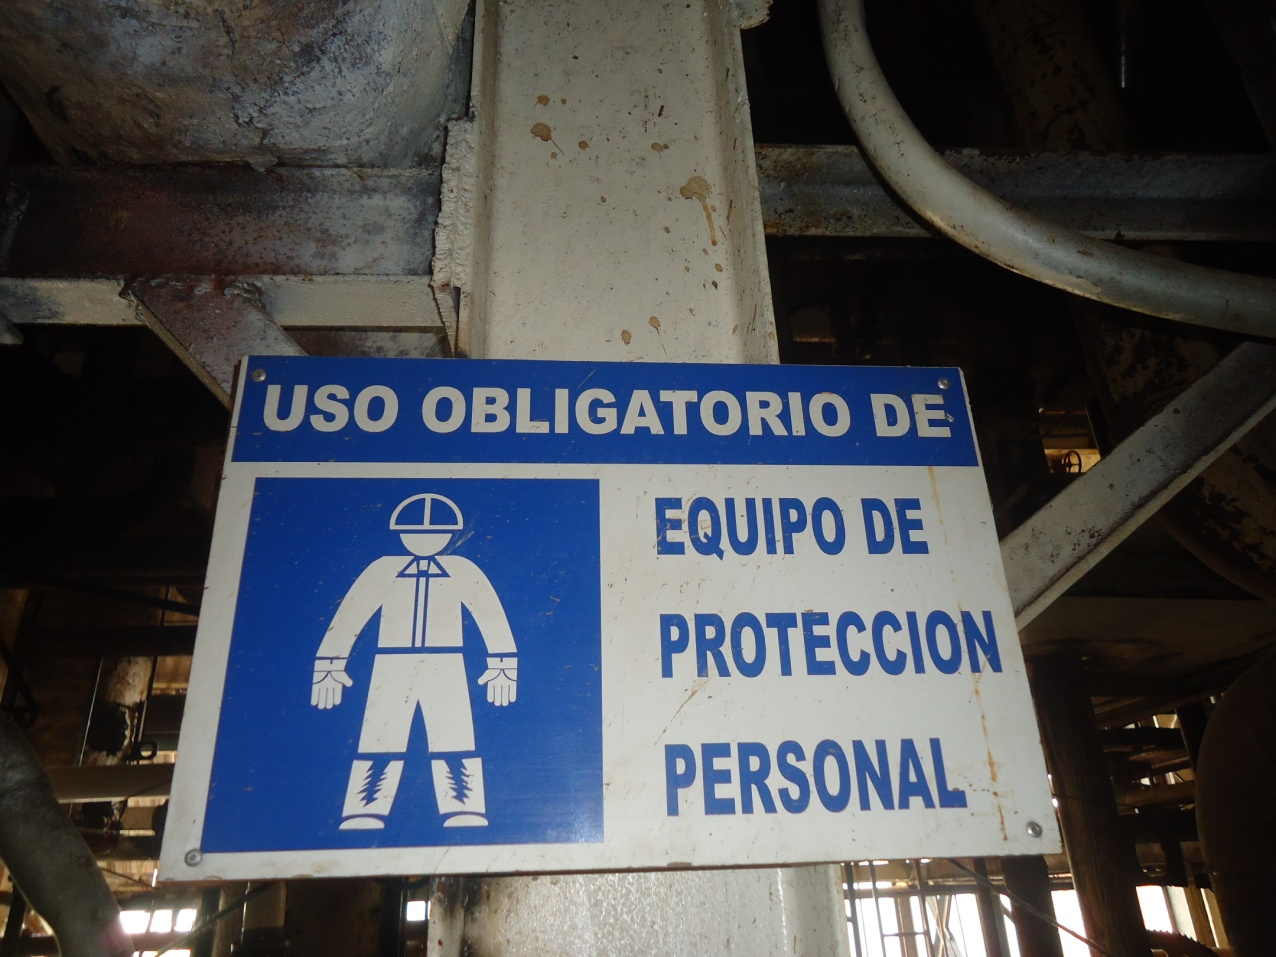 USO OBLIGATORIO DE
EQUIPO DE
PROTECCION
PERSONAL